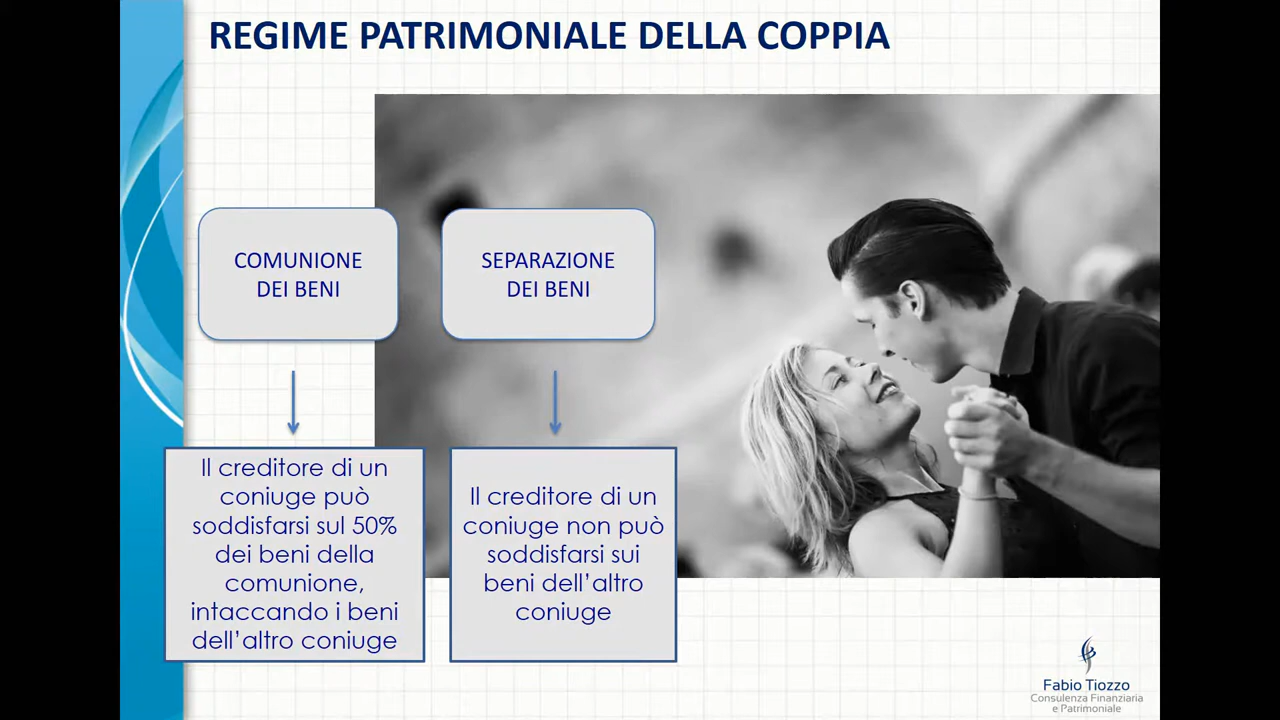 REGIME PATRIMONIALE DELLA COPPIA
COMUNIONE
DEI BENI
SEPARAZIONE
DEI BENI
Il creditore di un
coniuge può
soddisfarsi sul 50%
dei beni della
comunione,
intaccando i beni
dell'altro coniuge
Il creditore di un
coniuge non può
soddisfarsi sui
beni dell'altro
coniuge
Fabio Tiozzo
Consulenza Finanziaria
e Patrimoniale